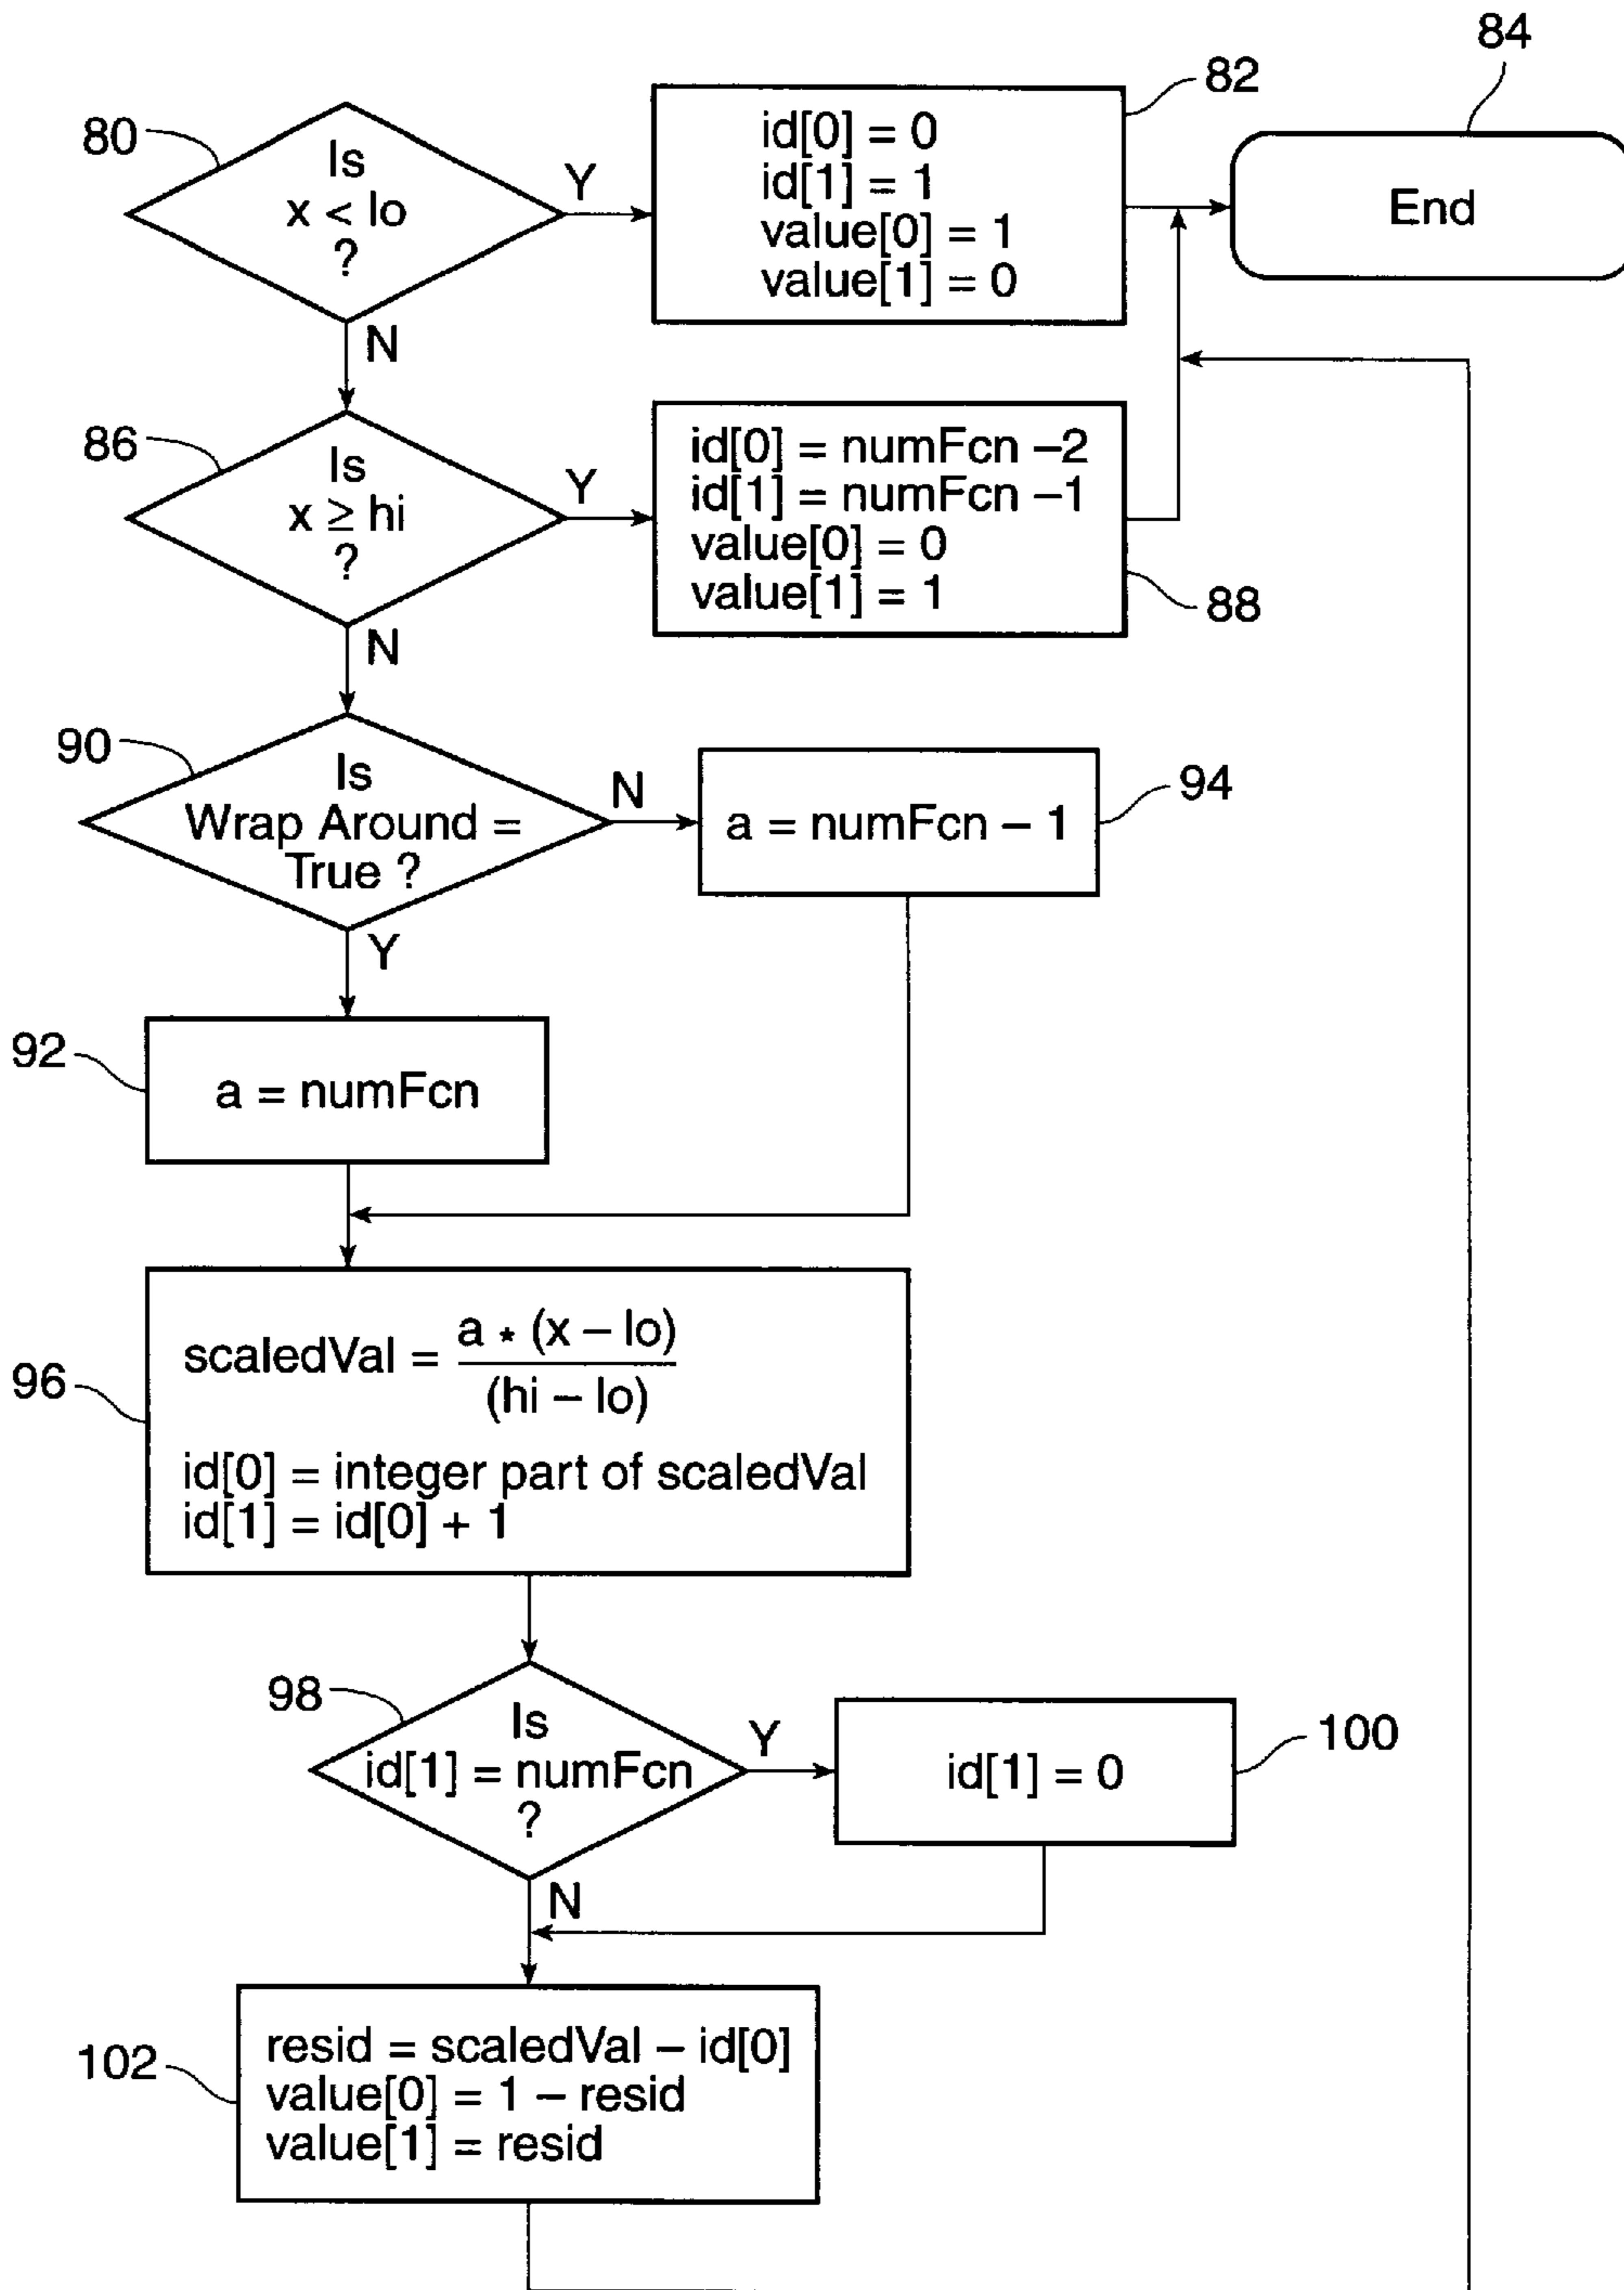 84
82
80
Is
x < lo
?
Y
id[0] = 0
id[1] = 1
value[0] = 1
value[1] = 0
End
N
86
Is
x ≥ hi
?
Y
id[0] = numFcn –2
id[1] = numFcn –1
value[0] = 0
value[1] = 1
88
N
90
Is
Wrap Around =
True ?
N
a = numFcn – 1
94
Y
92
a = numFcn
96
scaledVal = a * (x – lo)
(hi – lo)
id[0] = integer part of scaledVal
id[1] = id[0] + 1
98
Is
id[1] = numFcn
?
Y
id[1] = 0
100
N
102
resid = scaledVal – id[0]
value[0] = 1 – resid
value[1] = resid